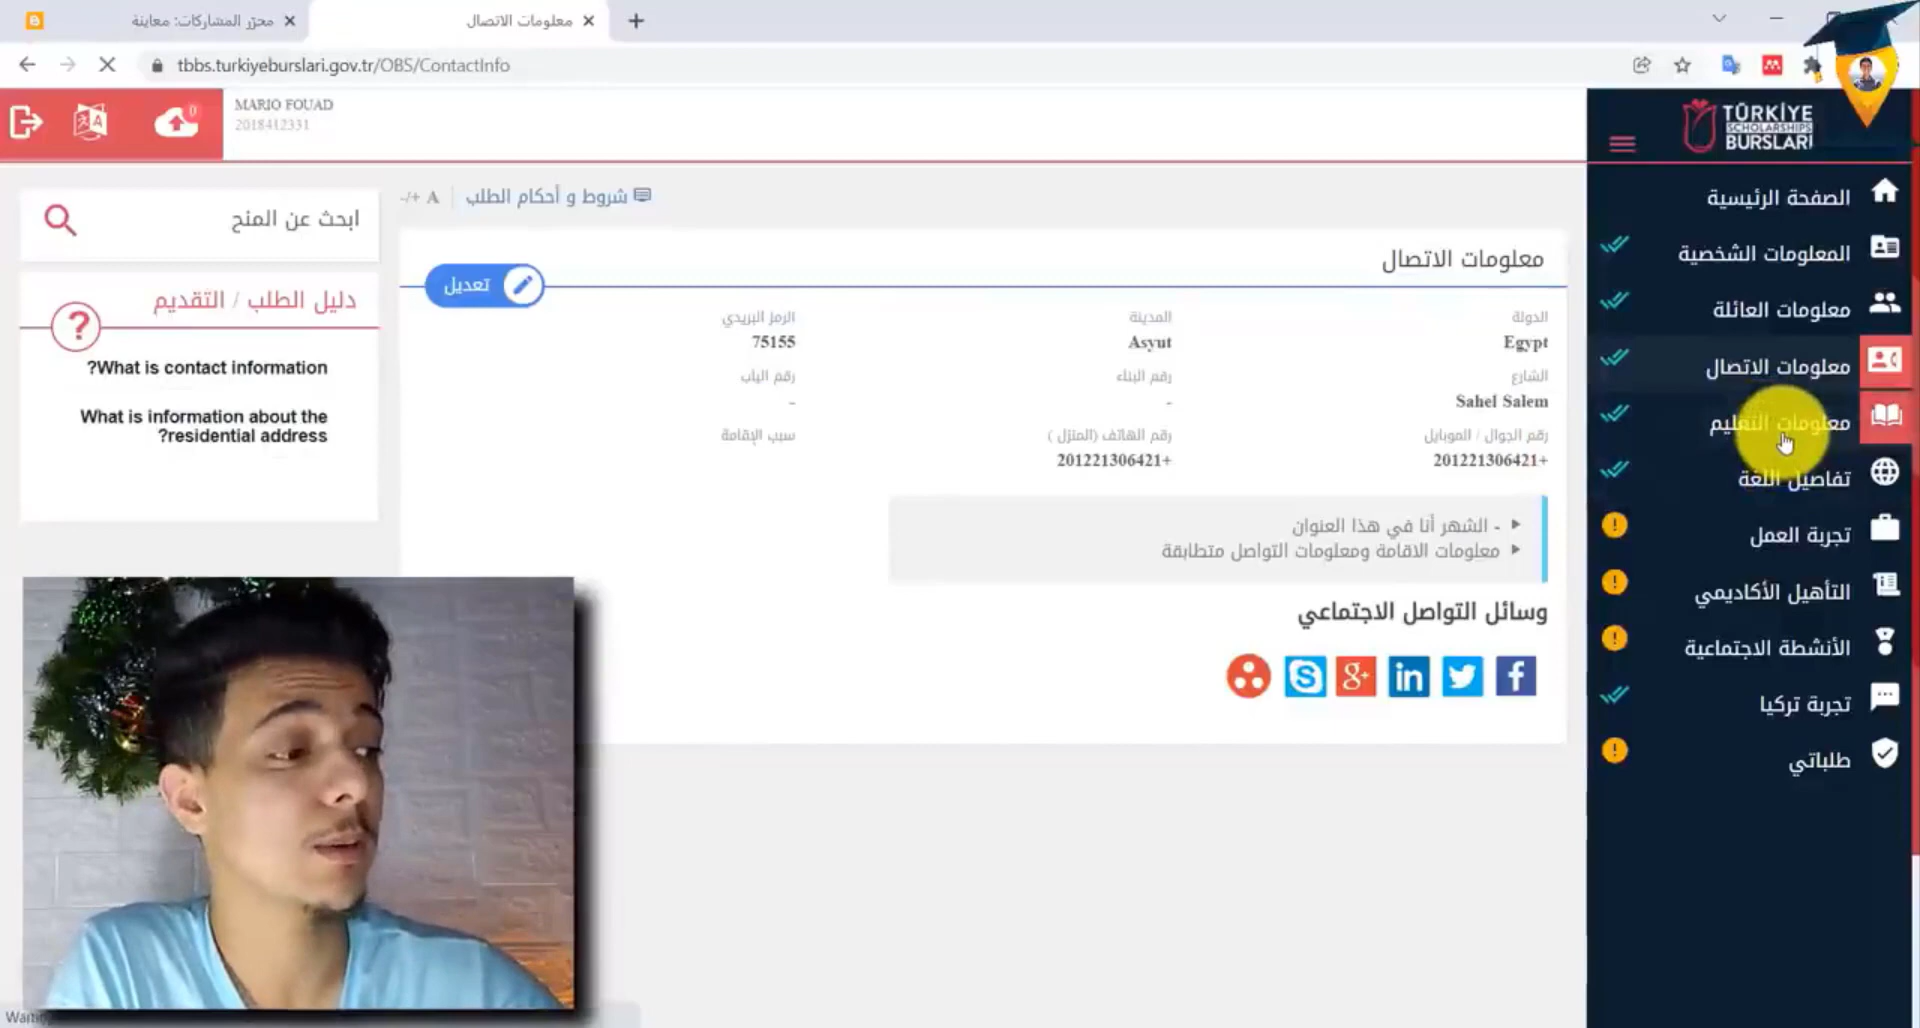 محرّر المشاركات: معاينة
معلومات الاتصال
tbbs.turkiyeburslari.gov.tr/OBS/ContactInfo
0
MARIO FOUAD
2018412331
TÜRKİYE
SCHOLARSHIPS
BURSLARI
ابحث عن المنح
دليل الطلب / التقديم
?
?What is contact information
What is information about the
?residential address
شروط و أحكام الطلب
-/+ A
معلومات الاتصال
تعديل
الدولة
المدينة
الرمز البريدي
Egypt
Asyut
75155
الشارع
رقم البناء
رقم الباب
Sahel Salem
-
-
رقم الجوال / الموبايل
رقم الهاتف (المنزل )
سبب الإقامة
201221306421+
201221306421+
- الشهر أنا في هذا العنوان
معلومات الاقامة ومعلومات التواصل متطابقة
وسائل التواصل الاجتماعي
الصفحة الرئيسية
المعلومات الشخصية
معلومات العائلة
معلومات الاتصال
معلومات التعليم
تفاصيل اللغة
تجربة العمل
التأهيل الأكاديمي
الأنشطة الاجتماعية
تجربة تركيا
طلباتي